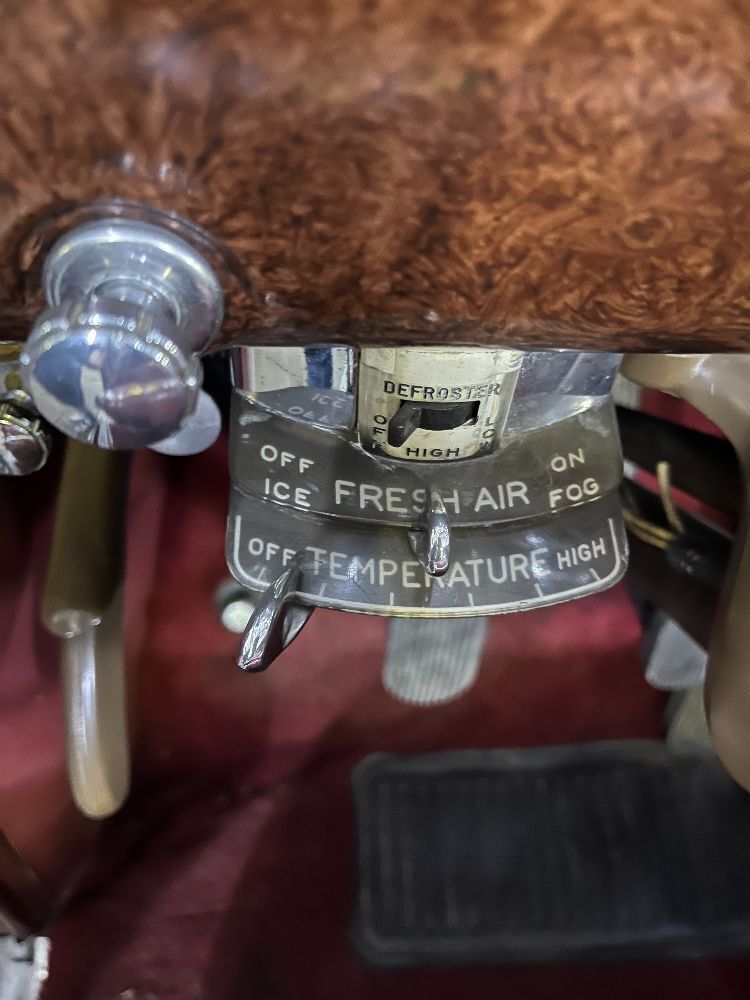 DEFROSTER
HIGH
OFF FRESH AIR ON
ICE FOG
OFF TEMPERATURE HIGH